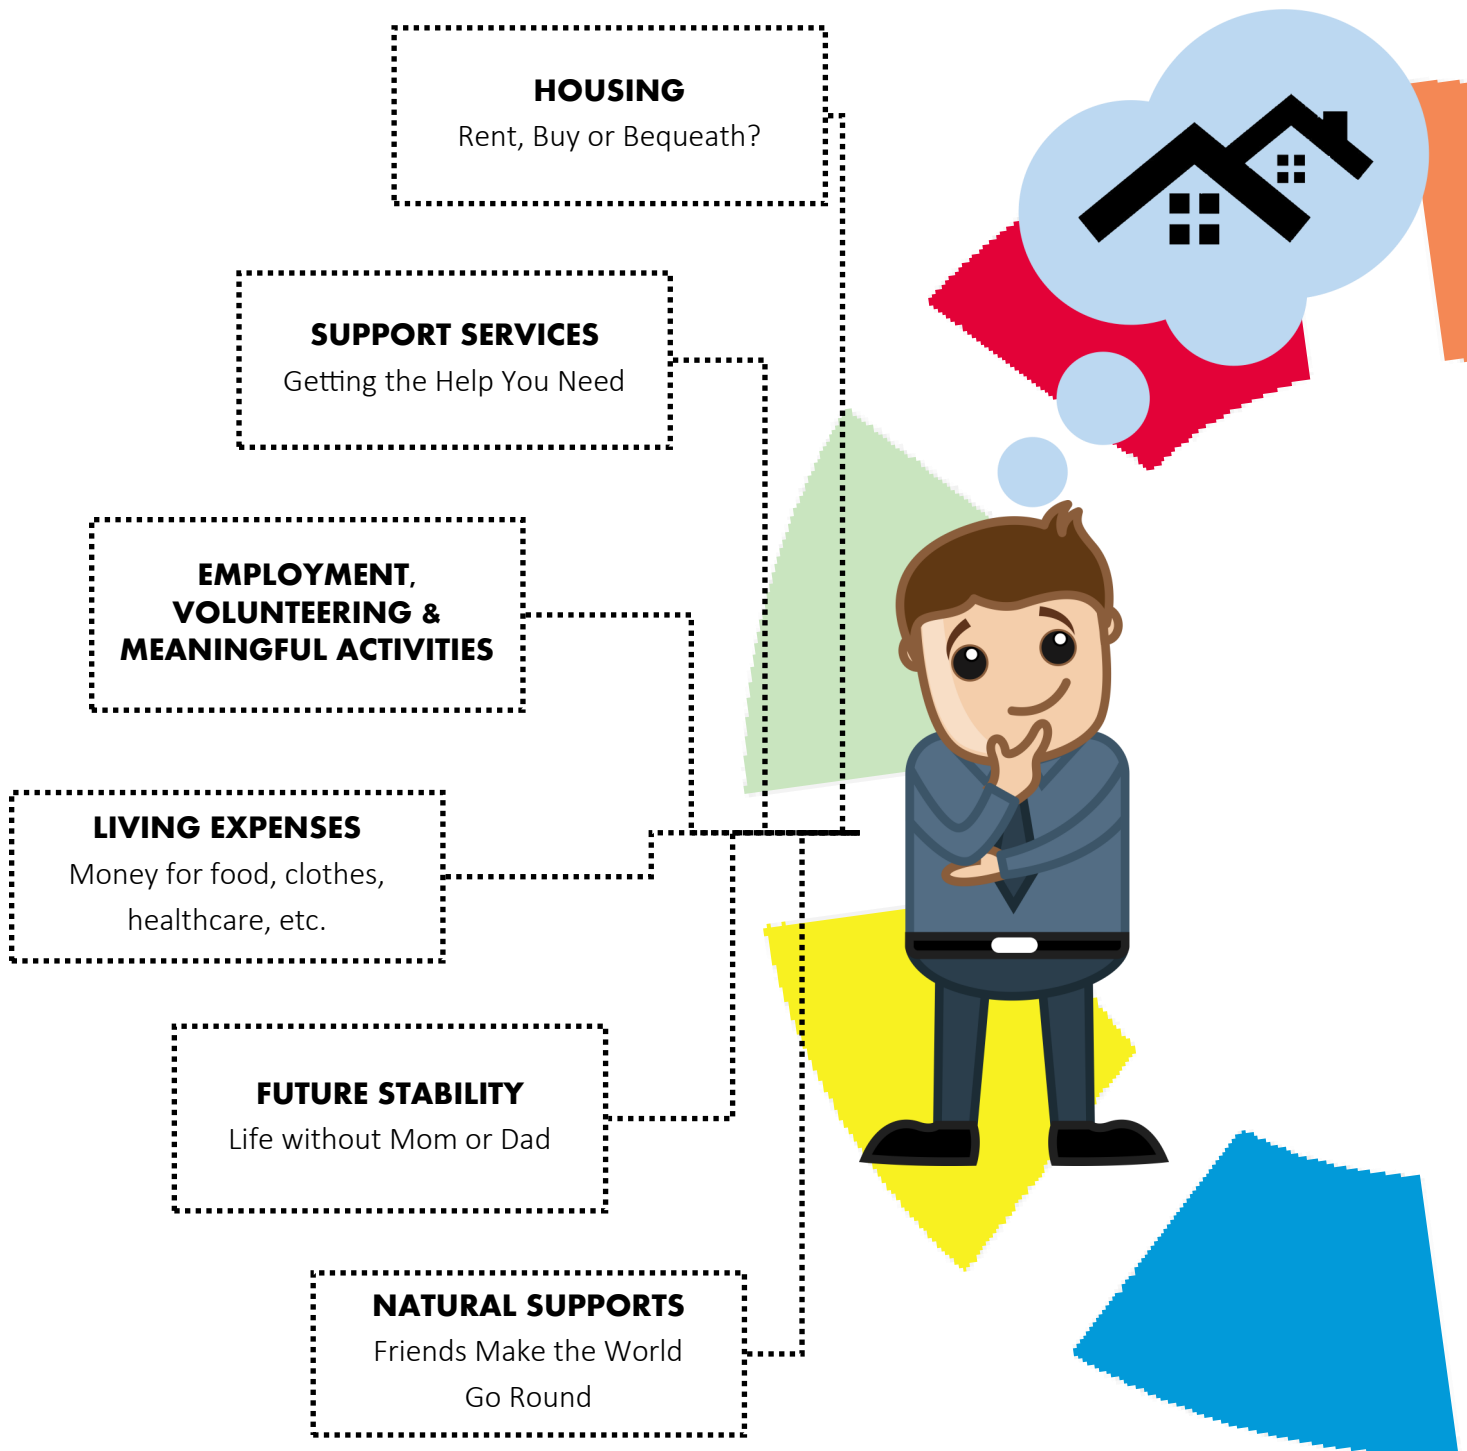 HOUSING
Rent, Buy or Bequeath?
SUPPORT SERVICES
Getting the Help You Need
EMPLOYMENT,
VOLUNTEERING &
MEANINGFUL ACTIVITIES
LIVING EXPENSES
Money for food, clothes,
healthcare, etc.
FUTURE STABILITY
Life without Mom or Dad
NATURAL SUPPORTS
Friends Make the World
Go Round